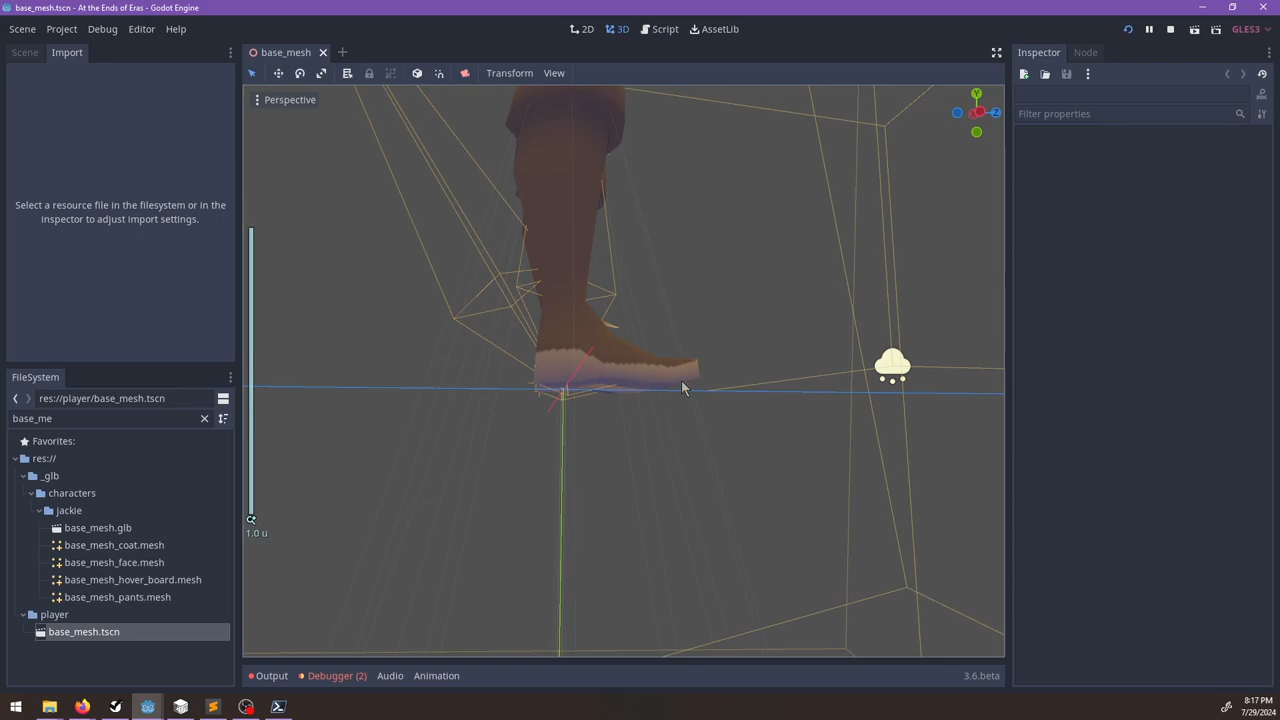 base_mesh.tscn - At the Ends of Eras - Godot Engine
Scene Project Debug Editor Help
2D 3D Script AssetLib
GLES3
Scene Import
base_mesh
Inspector Node
Transform View
Perspective
Y
Z
Filter properties
Select a resource file in the filesystem or in the
inspector to adjust import settings.
1.0 u
FileSystem
res://player/base_mesh.tscn
base_me
Favorites:
res://
_glb
characters
jackie
base_mesh.glb
base_mesh_coat.mesh
base_mesh_face.mesh
base_mesh_hover_board.mesh
base_mesh_pants.mesh
player
base_mesh.tscn
Output Debugger (2) Audio Animation
3.6.beta
8:17 PM
7/29/2024